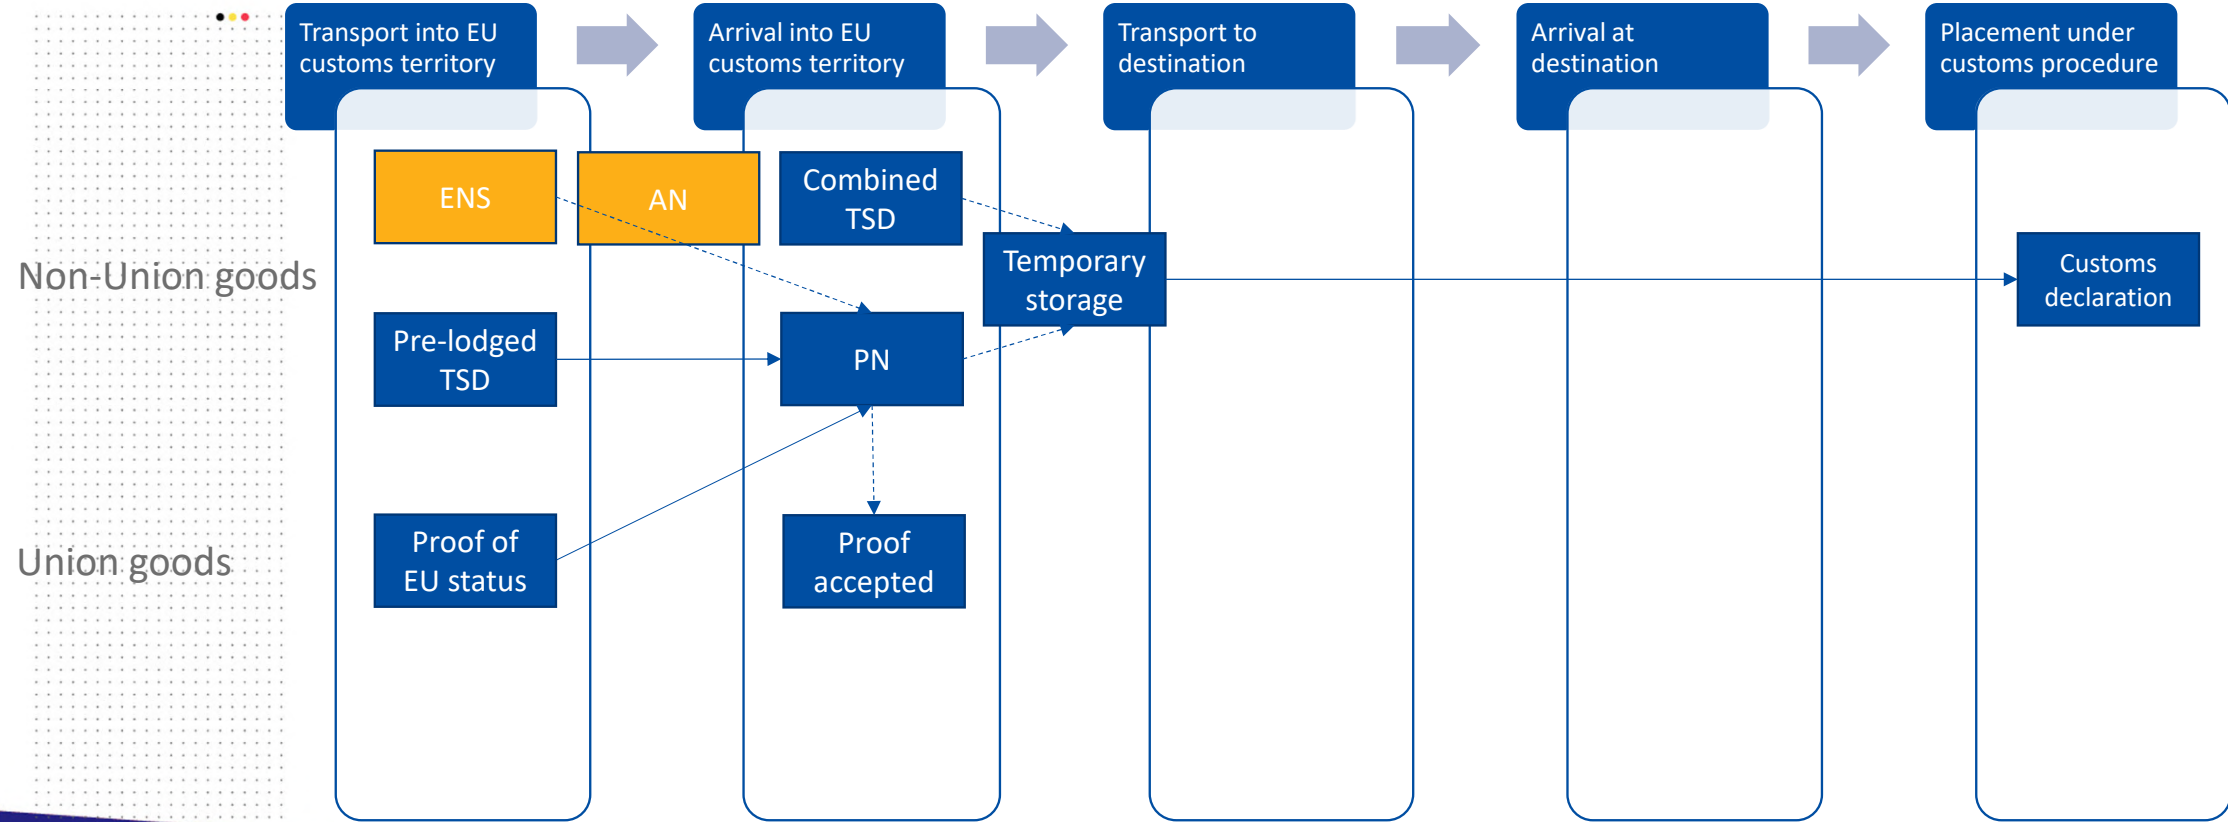 Transport into EU
customs territory
Arrival into EU
customs territory
Transport to
destination
Arrival at
destination
Placement under
customs procedure
ENS
AN
Combined
TSD
Non-Union goods
Temporary
storage
Customs
declaration
Pre-lodged
TSD
PN
Union goods
Proof of
EU status
Proof
accepted